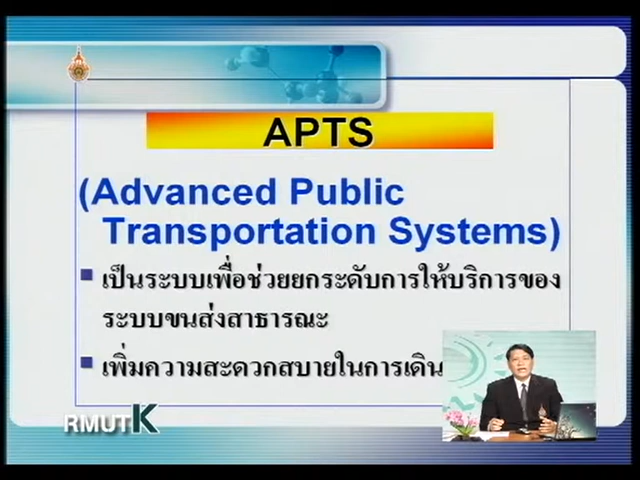 APTS
(Advanced Public
Transportation Systems)
▪ เป็นระบบเพื่อช่วยยกระดับการให้บริการของ
ระบบขนส่งสาธารณะ
▪ เพิ่มความสะดวกสบายในการเดิน
RMUTK